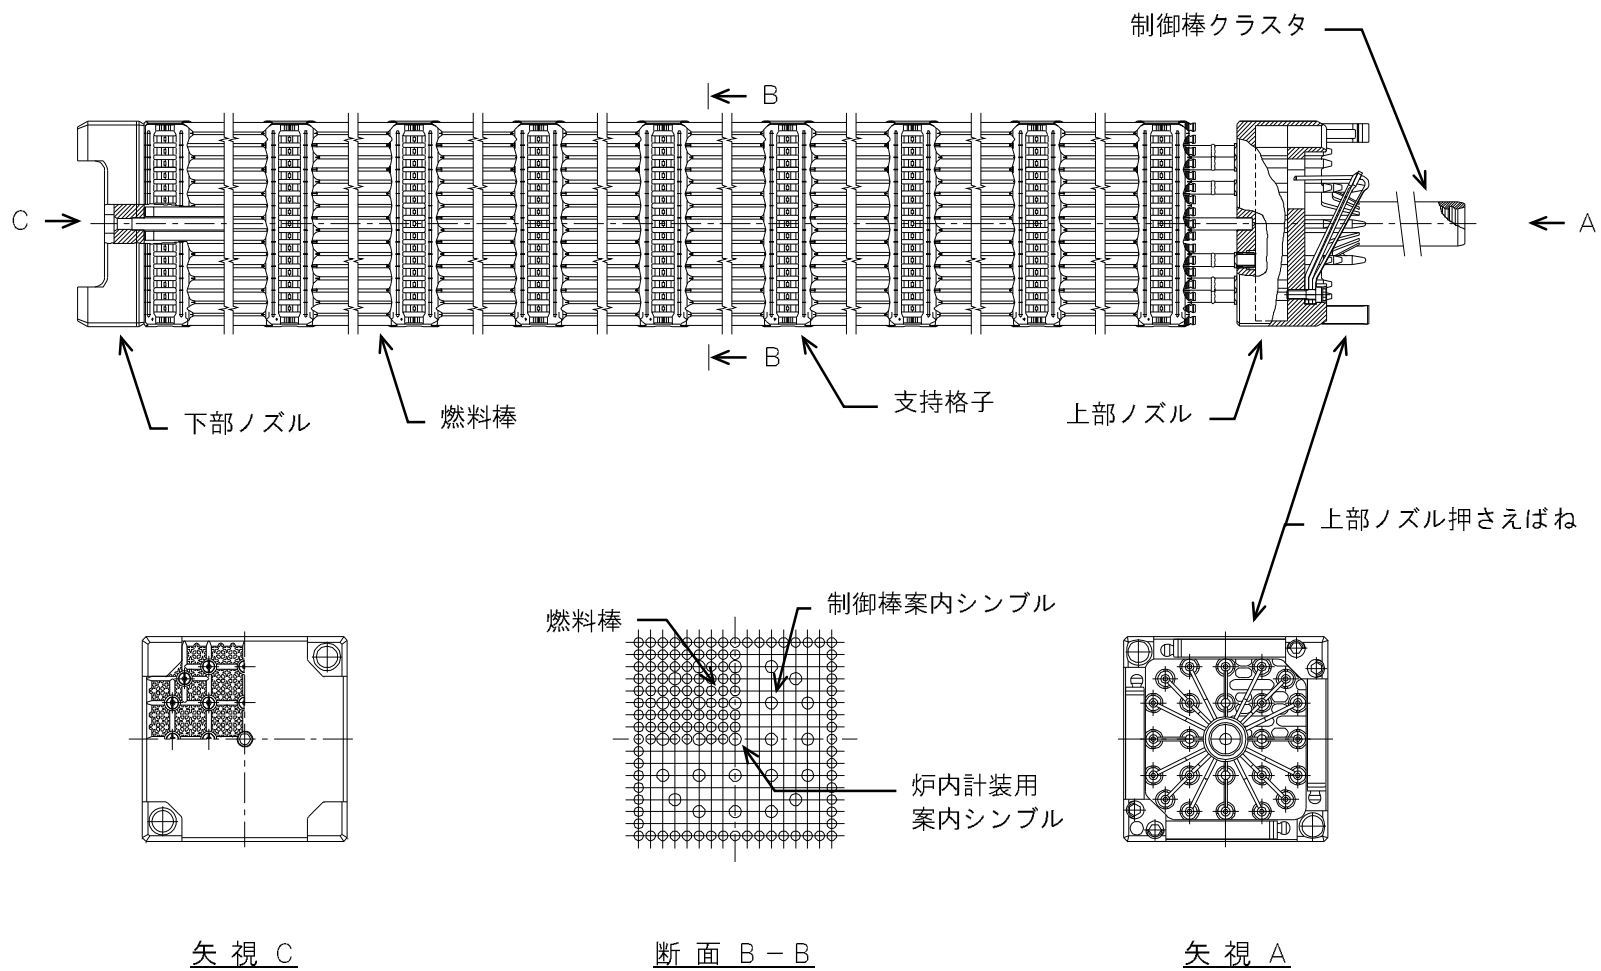 制御棒クラスタ
B
C
A
B
下部ノズル
燃料棒
支持格子
上部ノズル
上部ノズル押さえばね
燃料棒
制御棒案内シンブル
炉内計装用
案内シンブル
矢視 C
断面 B－B
矢視 A